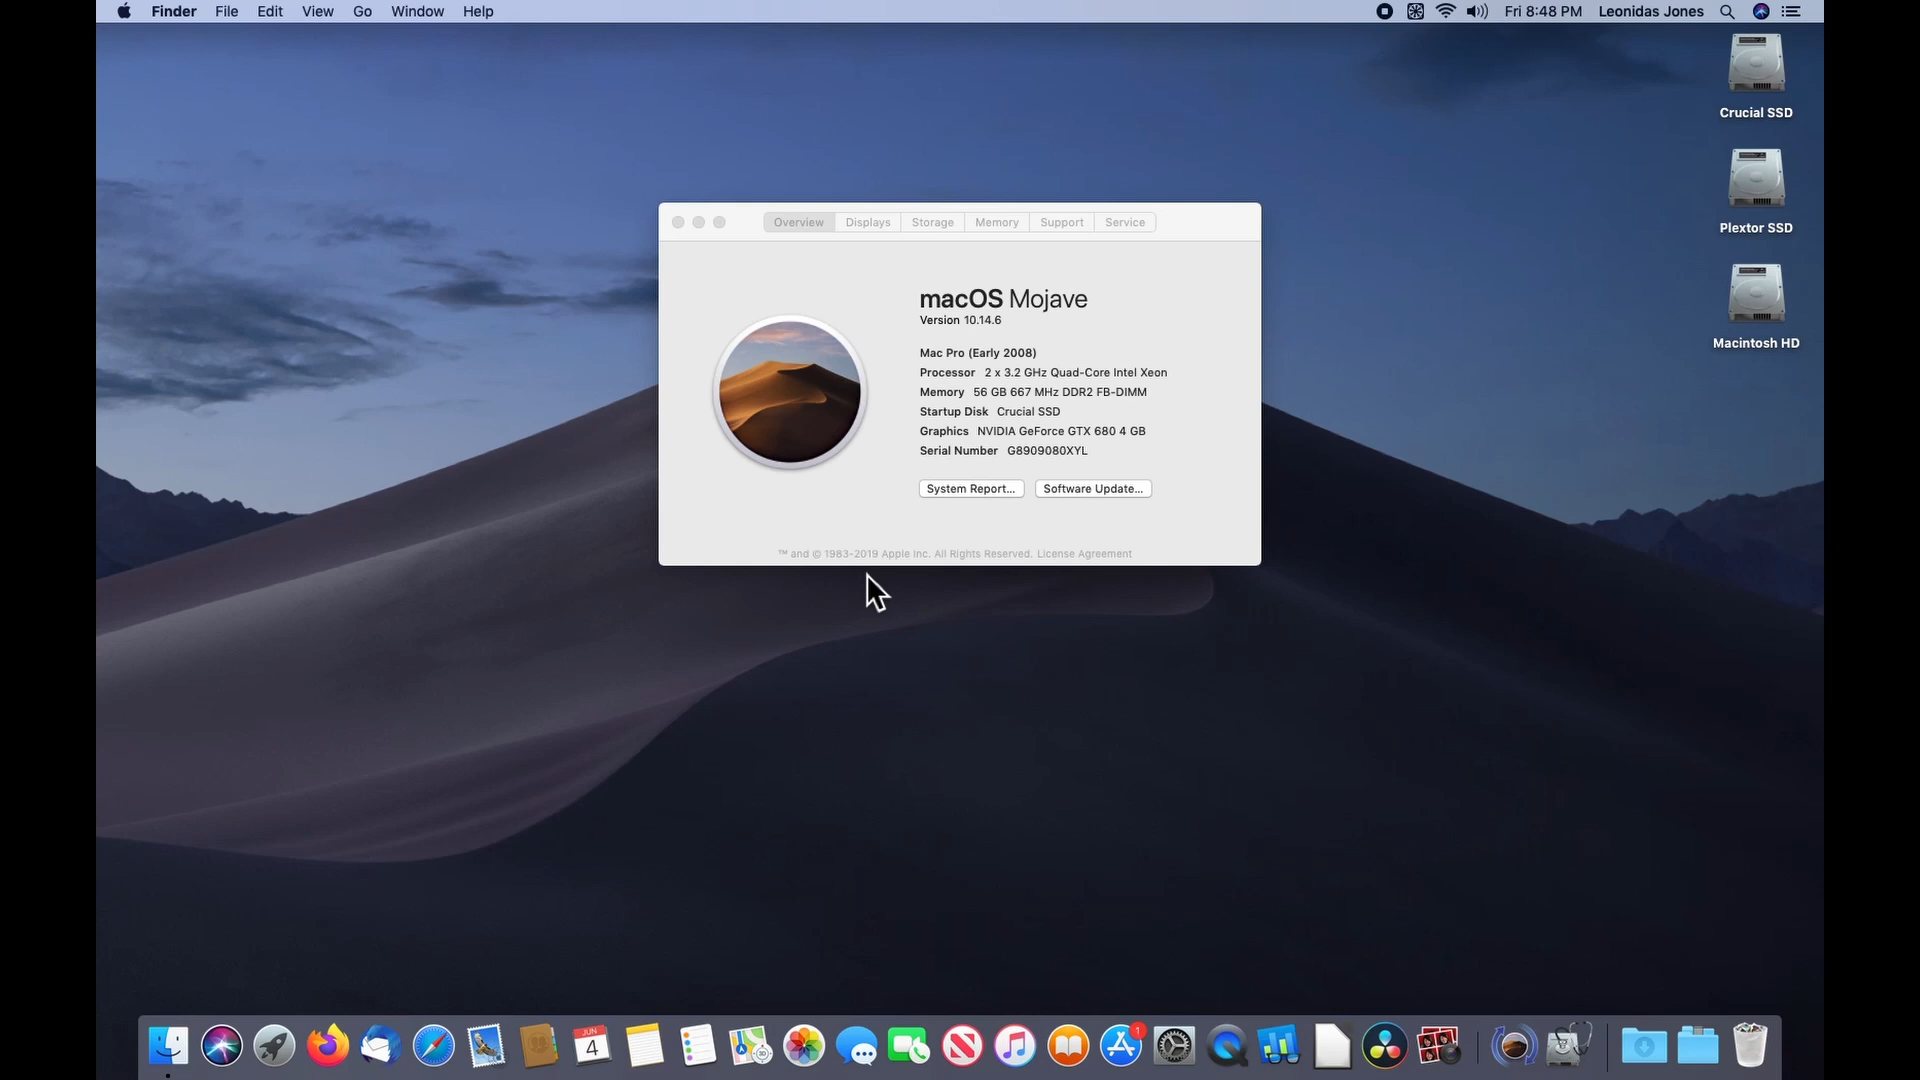 Finder File Edit View Go Window Help
Fri 8:48 PM Leonidas Jones
Crucial SSD
Plextor SSD
Macintosh HD
Overview Displays Storage Memory Support Service
macOS Mojave
Version 10.14.6
Mac Pro (Early 2008)
Processor 2 x 3.2 GHz Quad-Core Intel Xeon
Memory 56 GB 667 MHz DDR2 FB-DIMM
Startup Disk Crucial SSD
Graphics NVIDIA GeForce GTX 680 4 GB
Serial Number G8909080XYL
System Report... Software Update...
™ and © 1983-2019 Apple Inc. All Rights Reserved. License Agreement
JUN
4
1